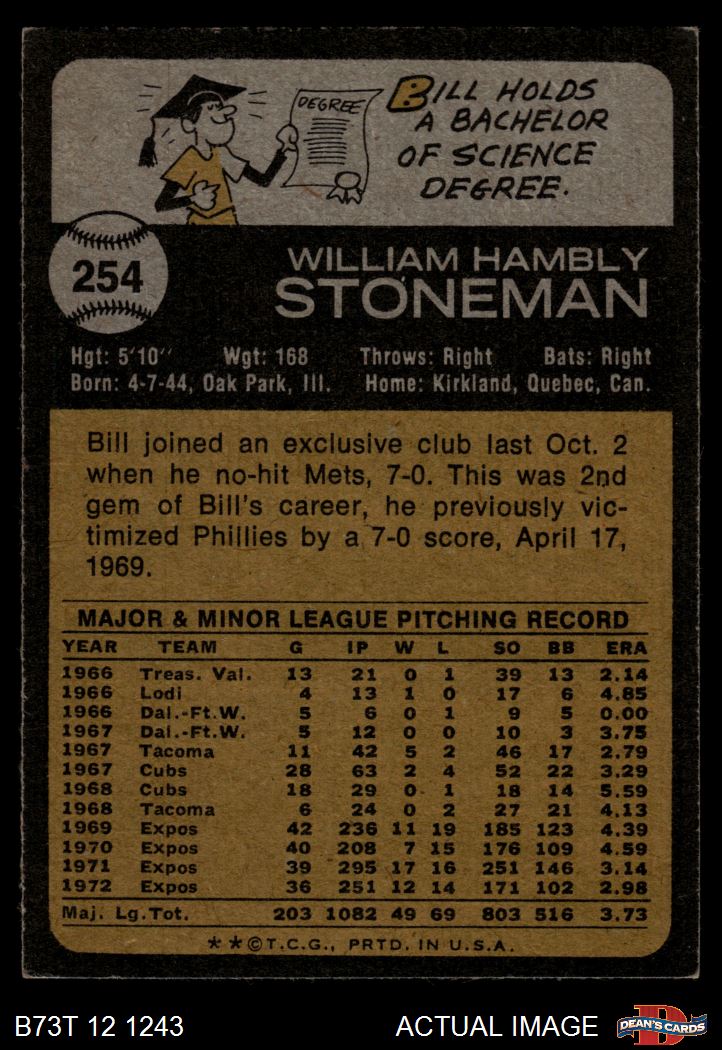 DEGREE
BILL HOLDS
A BACHELOR
OF SCIENCE
DEGREE.
254
WILLIAM HAMBLY
STONEMAN
Hgt: 5'10'' Wgt: 168 Throws: Right Bats: Right
Born: 4-7-44, Oak Park, Ill. Home: Kirkland, Quebec, Can.
Bill joined an exclusive club last Oct. 2
when he no-hit Mets, 7-0. This was 2nd
gem of Bill's career, he previously vic-
timized Phillies by a 7-0 score, April 17,
1969.
MAJOR & MINOR LEAGUE PITCHING RECORD
YEAR TEAM G IP W L SO BB ERA
1966 Treas. Val. 13 21 0 1 39 13 2.14
1966 Lodi 4 13 1 0 17 6 4.85
1966 Dal.-Ft.W. 5 6 0 1 9 5 0.00
1967 Dal.-Ft.W. 5 12 0 0 10 3 3.75
1967 Tacoma 11 42 5 2 46 17 2.79
1967 Cubs 28 63 2 4 52 22 3.29
1968 Cubs 18 29 0 1 18 14 5.59
1968 Tacoma 6 24 0 2 27 21 4.13
1969 Expos 42 236 11 19 185 123 4.39
1970 Expos 40 208 7 15 176 109 4.59
1971 Expos 39 295 17 16 251 146 3.14
1972 Expos 36 251 12 14 171 102 2.98
Maj. Lg.Tot. 203 1082 49 69 803 516 3.73
**©T.C.G., PRTD. IN U.S.A.
B73T 12 1243 ACTUAL IMAGE D DEAN'S CARDS